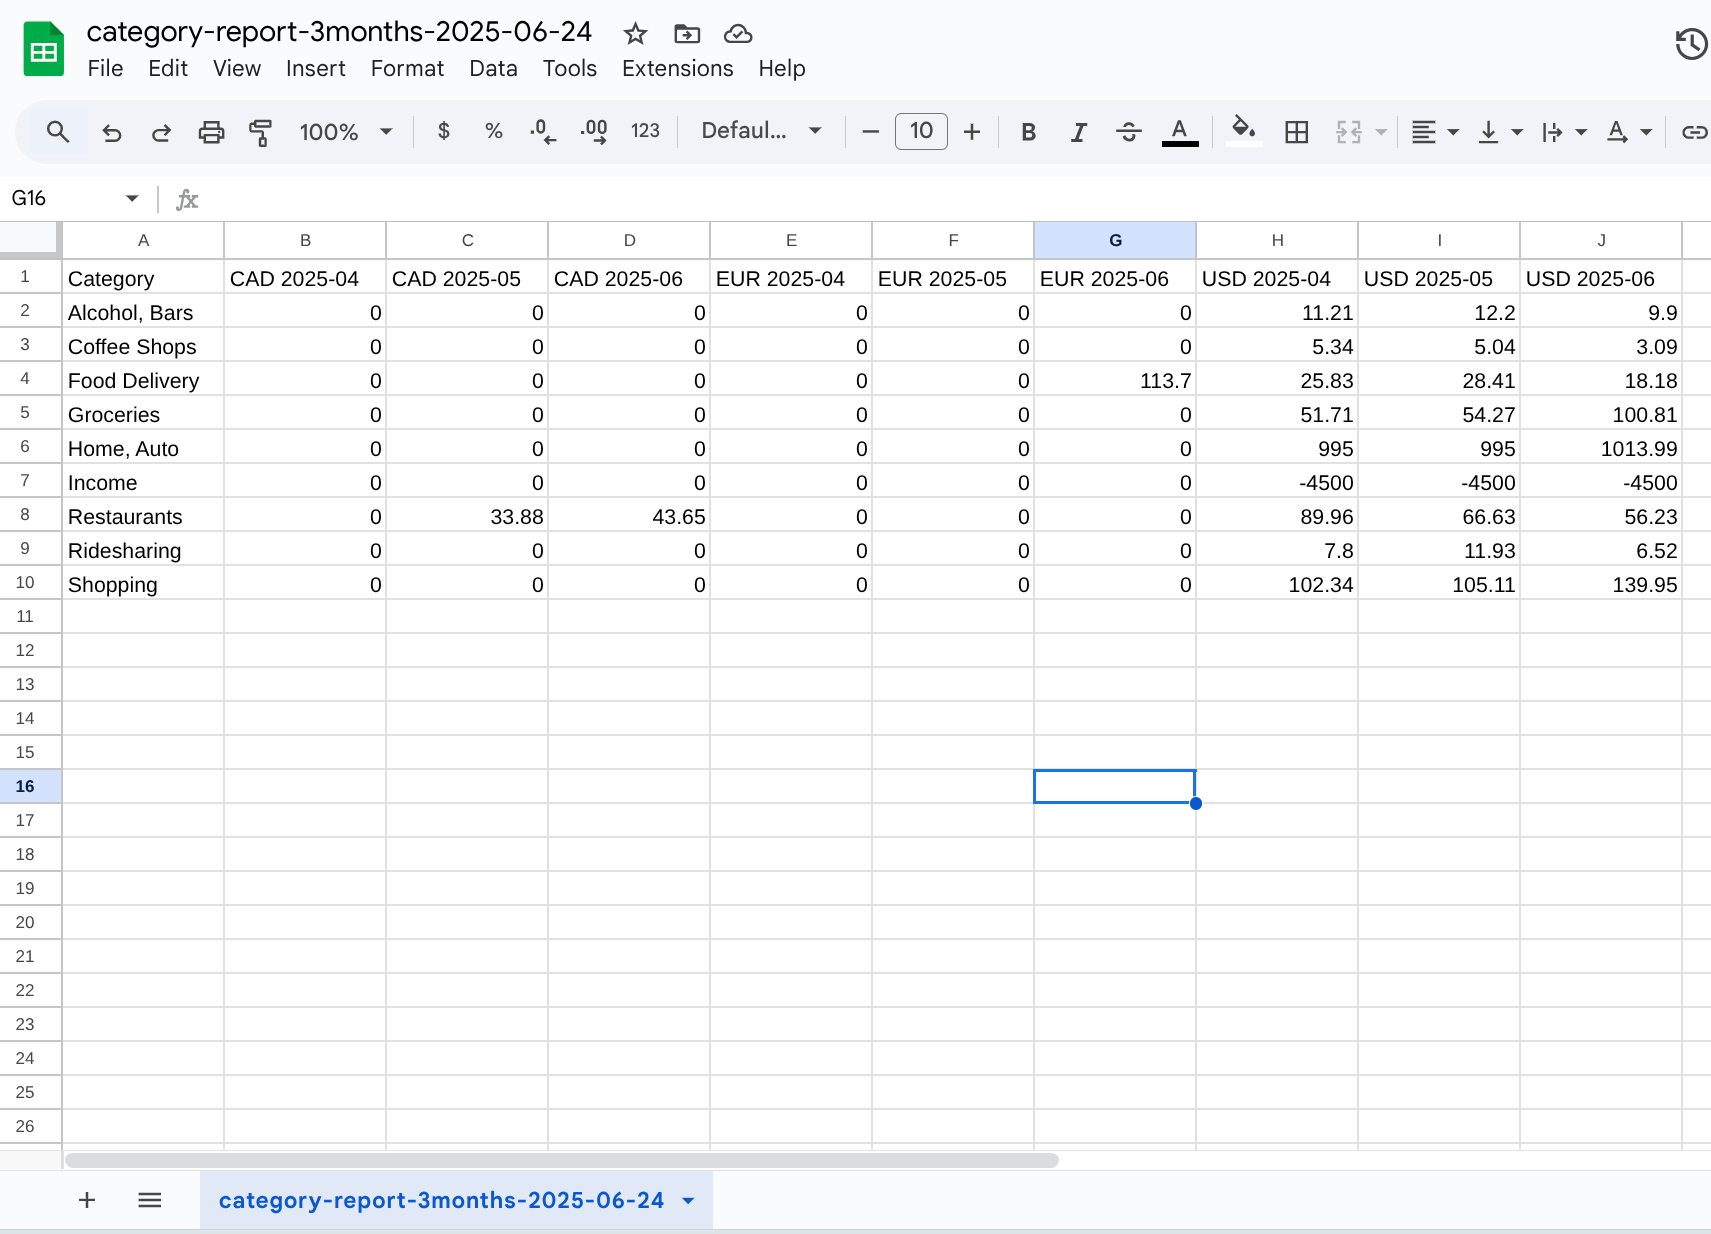 category-report-3months-2025-06-24
File Edit View Insert Format Data Tools Extensions Help
100% $ % .0 .00 123 Defaul... 10 B I S A A
G16 fx
A B C D E F G H I J
1 Category CAD 2025-04 CAD 2025-05 CAD 2025-06 EUR 2025-04 EUR 2025-05 EUR 2025-06 USD 2025-04 USD 2025-05 USD 2025-06
2 Alcohol, Bars 0 0 0 0 0 0 11.21 12.2 9.9
3 Coffee Shops 0 0 0 0 0 0 5.34 5.04 3.09
4 Food Delivery 0 0 0 0 0 113.7 25.83 28.41 18.18
5 Groceries 0 0 0 0 0 0 51.71 54.27 100.81
6 Home, Auto 0 0 0 0 0 0 995 995 1013.99
7 Income 0 0 0 0 0 0 -4500 -4500 -4500
8 Restaurants 0 33.88 43.65 0 0 0 89.96 66.63 56.23
9 Ridesharing 0 0 0 0 0 0 7.8 11.93 6.52
10 Shopping 0 0 0 0 0 0 102.34 105.11 139.95
11
12
13
14
15
16
17
18
19
20
21
22
23
24
25
26
category-report-3months-2025-06-24